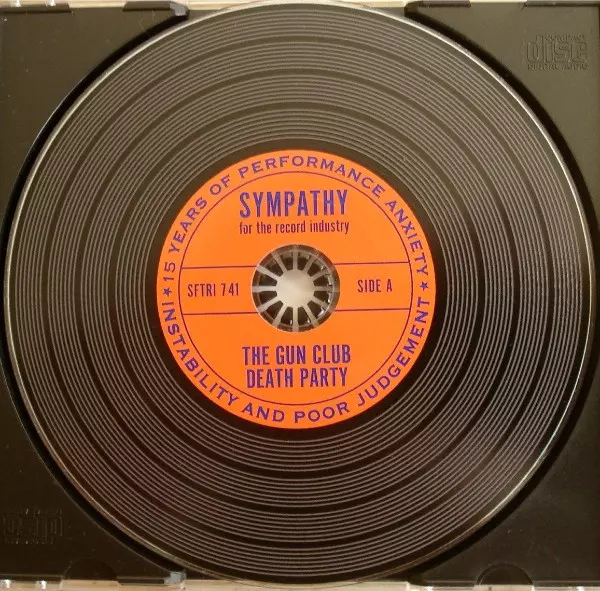 15 YEARS OF PERFORMANCE ANXIETY ★
INSTABILITY AND POOR JUDGEMENT ★
SYMPATHY
for the record industry
SFTRI 741
SIDE A
THE GUN CLUB
DEATH PARTY
disc